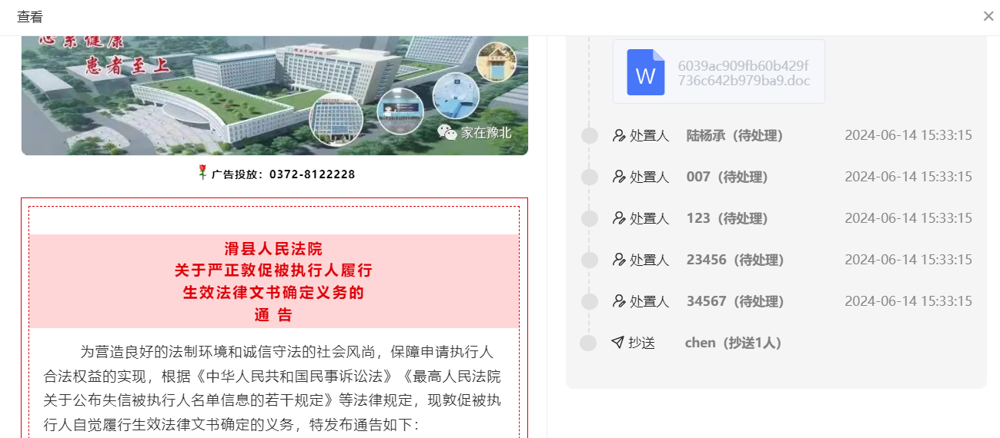 查看
心系健康
患者至上
家在豫北
广告投放：0372-8122228
滑县人民法院
关于严正敦促被执行人履行
生效法律文书确定义务的
通 告
为营造良好的法制环境和诚信守法的社会风尚，保障申请执行人
合法权益的实现，根据《中华人民共和国民事诉讼法》《最高人民法院
关于公布失信被执行人名单信息的若干规定》等法律规定，现敦促被执
行人自觉履行生效法律文书确定的义务，特发布通告如下：
W
6039ac909fb60b429f
736c642b979ba9.doc
处置人 陆杨承（待处理） 2024-06-14 15:33:15
处置人 007（待处理） 2024-06-14 15:33:15
处置人 123（待处理） 2024-06-14 15:33:15
处置人 23456（待处理） 2024-06-14 15:33:15
处置人 34567（待处理） 2024-06-14 15:33:15
抄送 chen（抄送1人）